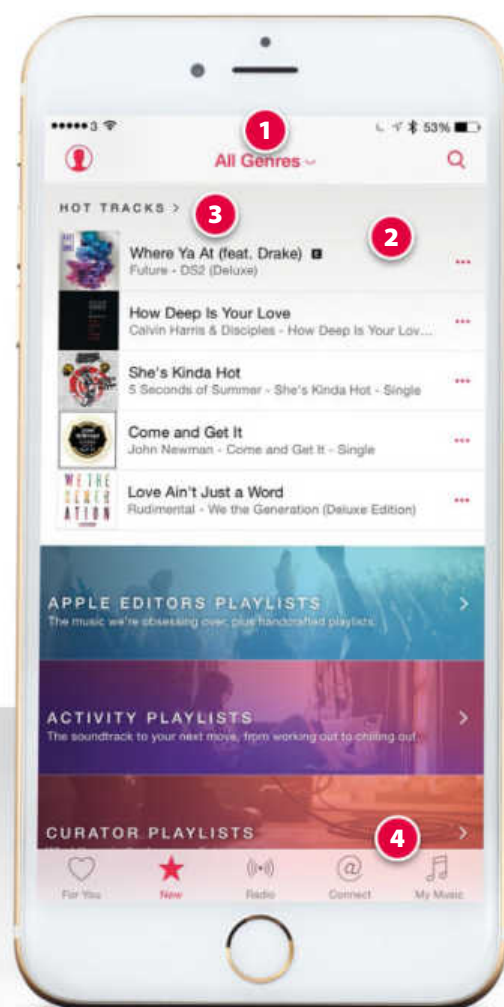 3 53%
1
All Genres
HOT TRACKS >
3
2
Where Ya At (feat. Drake) E
Future - DS2 (Deluxe)
How Deep Is Your Love
Calvin Harris & Disciples - How Deep Is Your Lov...
She's Kinda Hot
5 Seconds of Summer - She's Kinda Hot - Single
Come and Get It
John Newman - Come and Get It - Single
WE THE
GENER
ATION
Love Ain't Just a Word
Rudimental - We the Generation (Deluxe Edition)
APPLE EDITORS PLAYLISTS
The music we're obsessing over, plus handcrafted playlists.
ACTIVITY PLAYLISTS
The soundtrack to your next move, from working out to chilling out.
CURATOR PLAYLISTS
4
For You New Radio Connect My Music